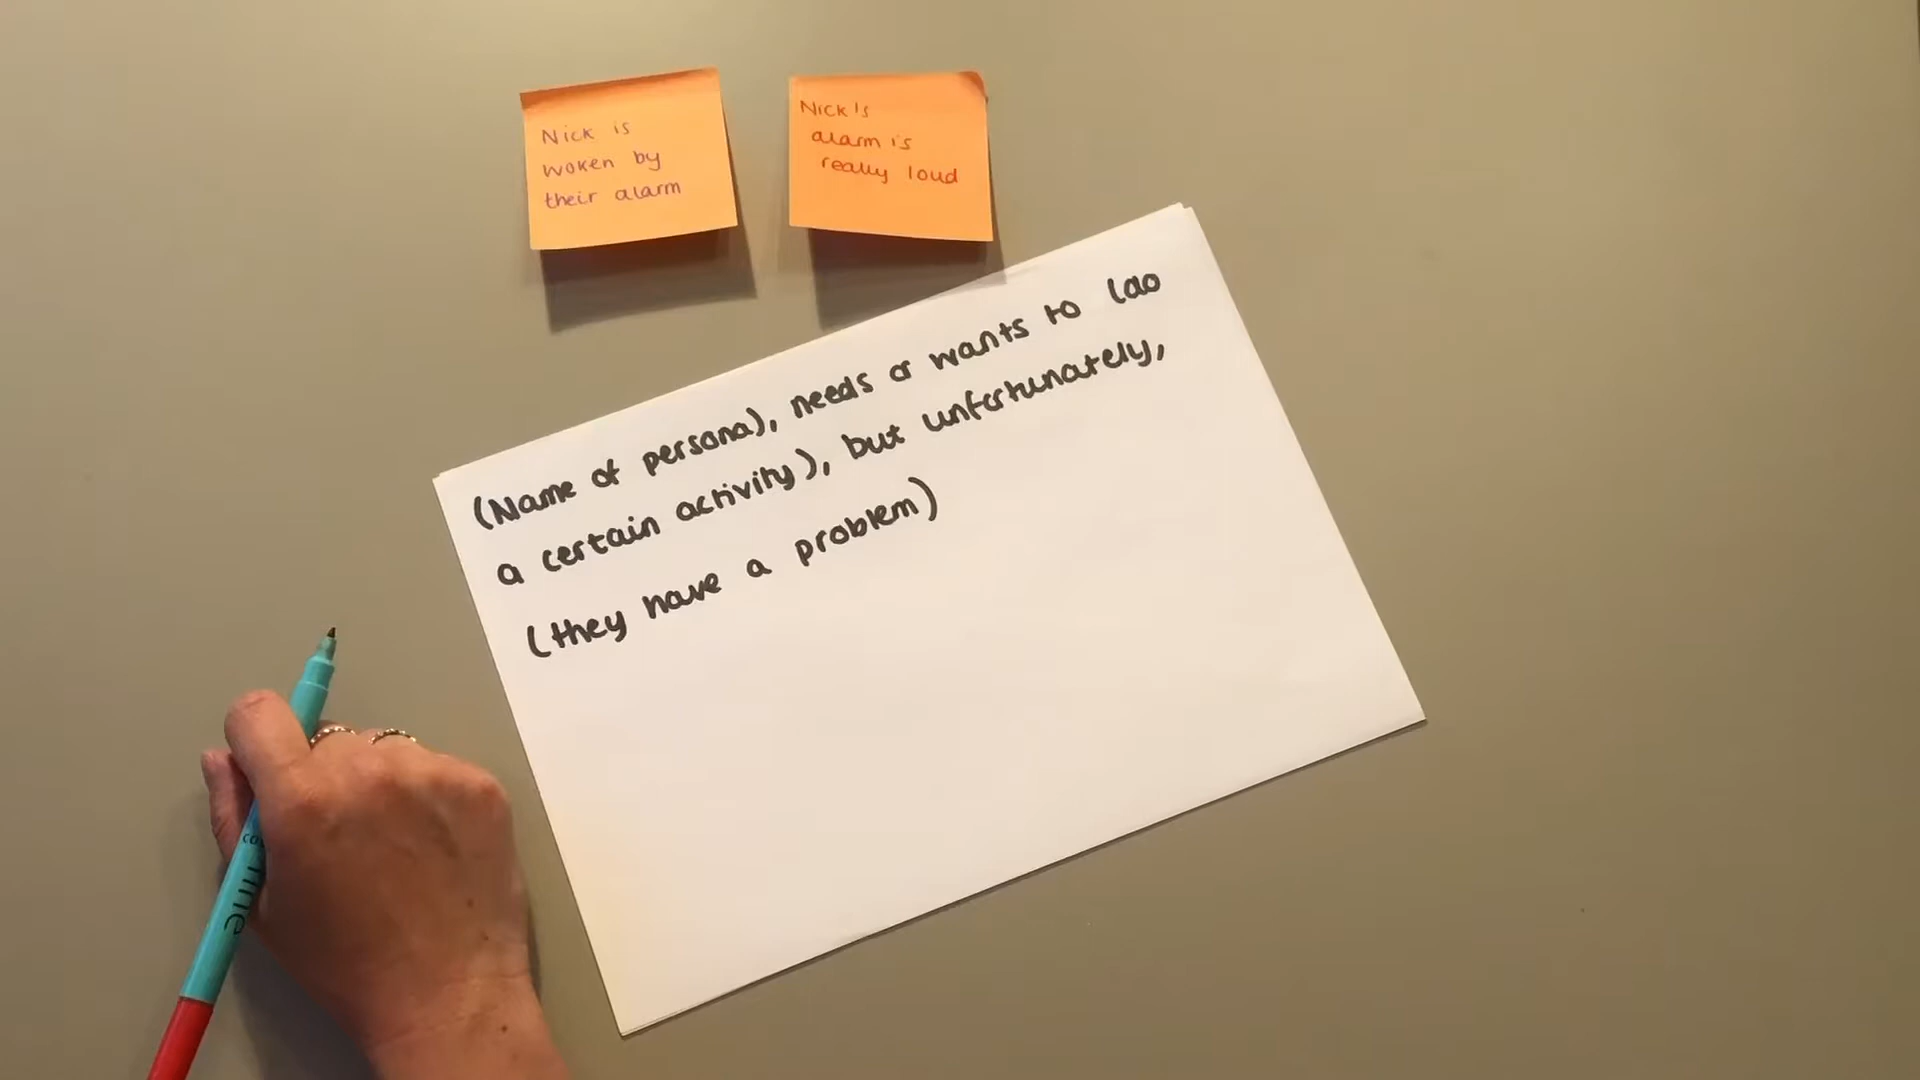 Nick is
woken by
their alarm
Nick's
alarm is
really loud
(Name of persona), needs or wants to (do
a certain activity), but unfortunately,
(they have a problem)